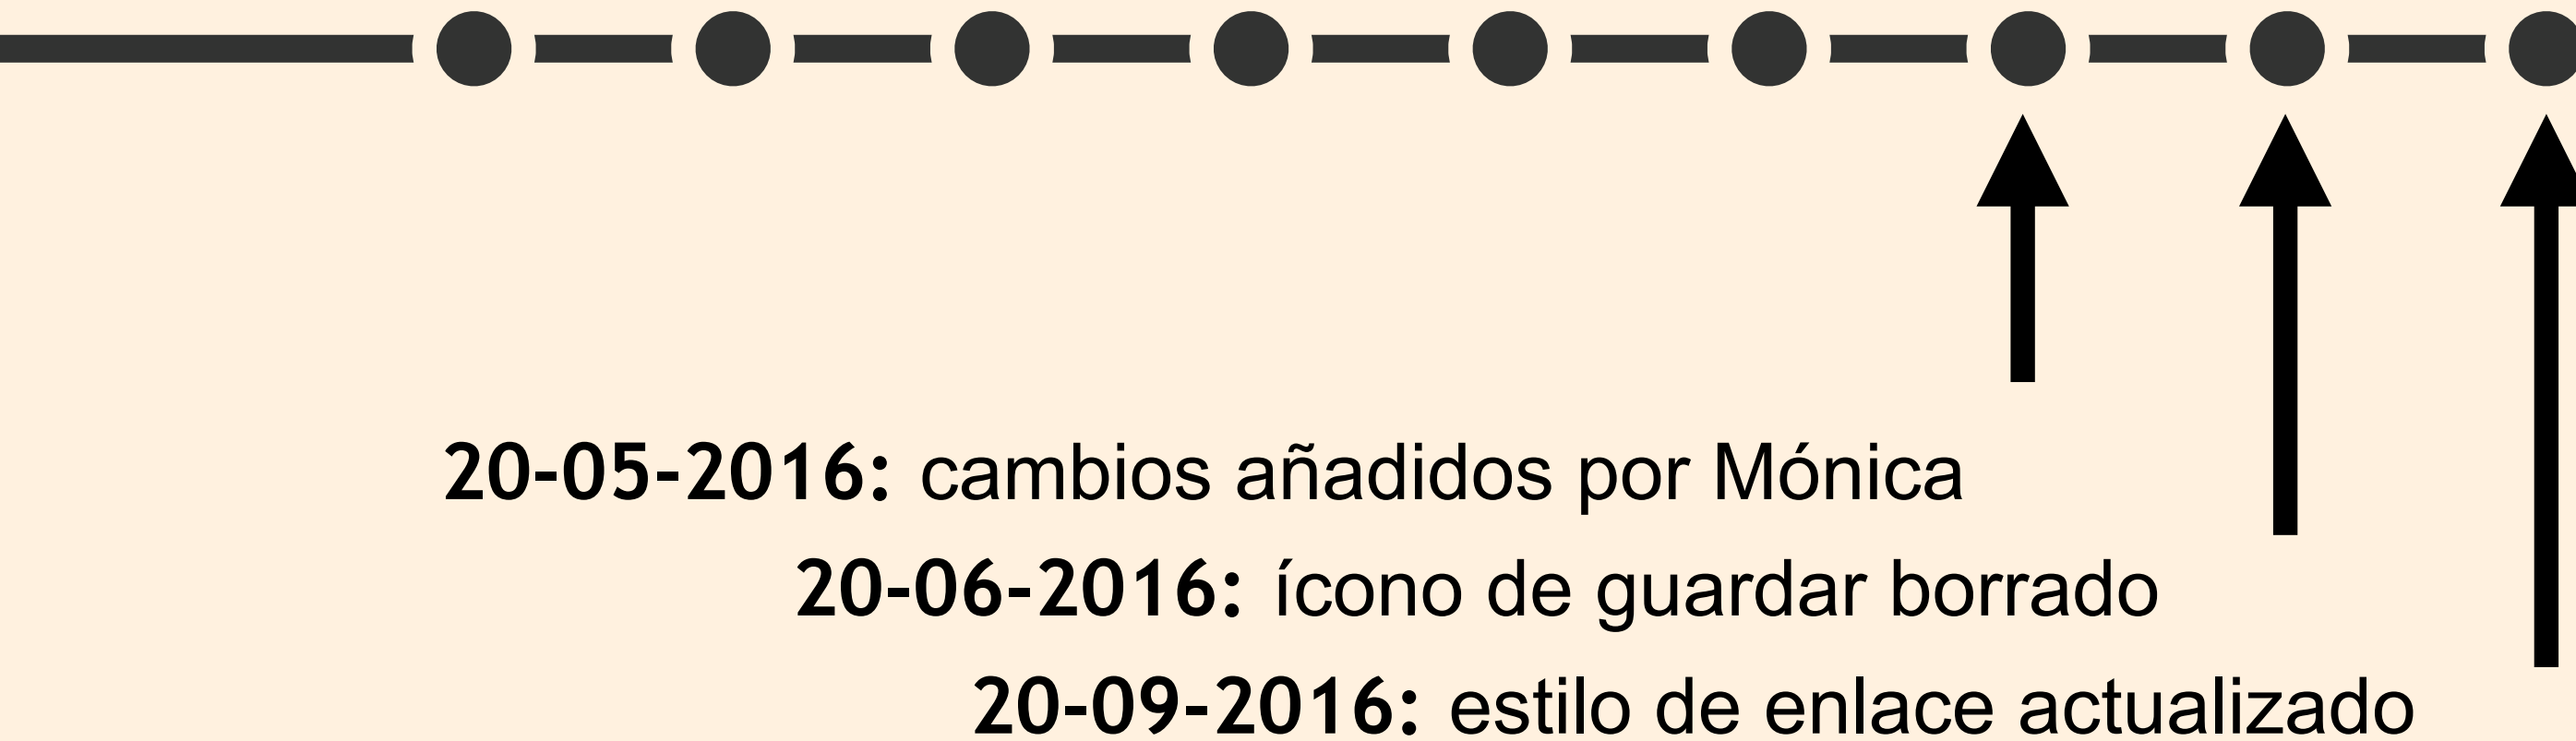 20-05-2016: cambios añadidos por Mónica
20-06-2016: ícono de guardar borrado
20-09-2016: estilo de enlace actualizado